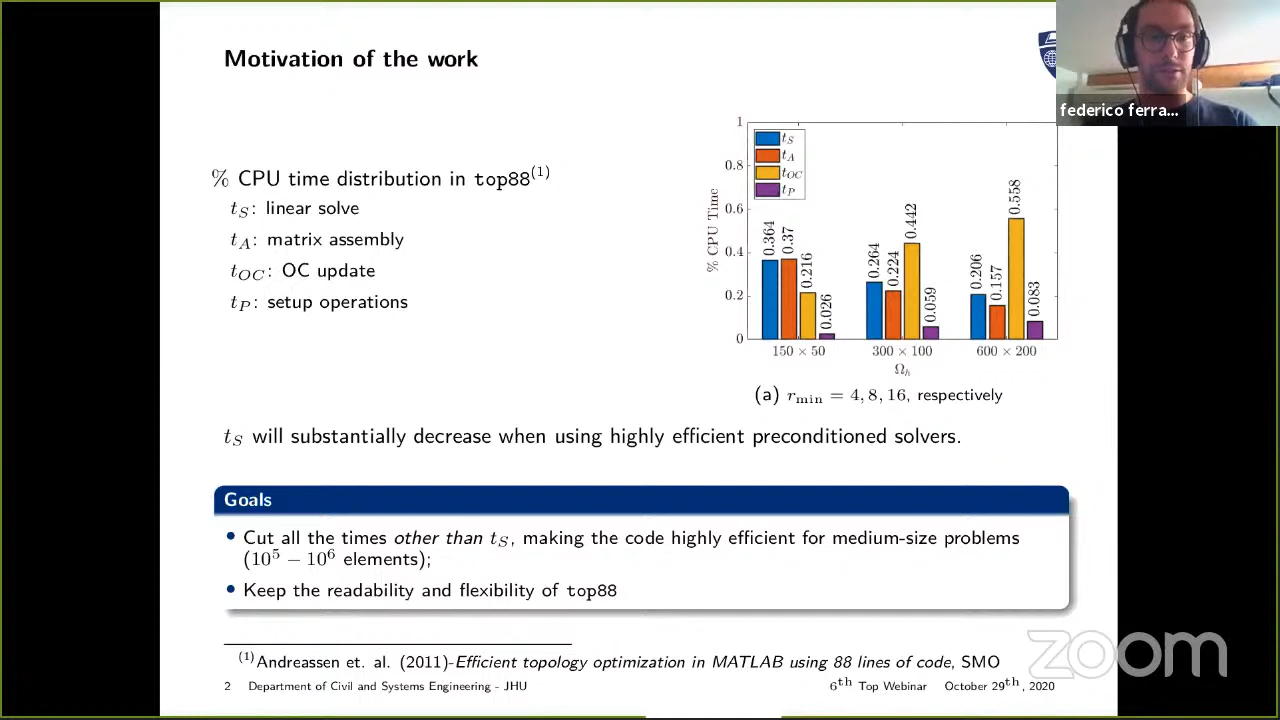 Motivation of the work
federico ferra...
% CPU time distribution in top88(1)
tS: linear solve
tA: matrix assembly
tOC: OC update
tP: setup operations
% CPU Time
1
0.8
0.6
0.4
0.2
0
tS
tA
tOC
tP
0.364
0.37
0.216
0.026
0.264
0.224
0.442
0.059
0.206
0.157
0.558
0.083
150 × 50
300 × 100
600 × 200
Ωh
(a) rmin = 4, 8, 16, respectively
tS will substantially decrease when using highly efficient preconditioned solvers.
Goals
• Cut all the times other than tS, making the code highly efficient for medium-size problems
(10^5 − 10^6 elements);
• Keep the readability and flexibility of top88
(1)Andreassen et. al. (2011)-Efficient topology optimization in MATLAB using 88 lines of code, SMO
2 Department of Civil and Systems Engineering - JHU
6th Top Webinar October 29th, 2020
zoom